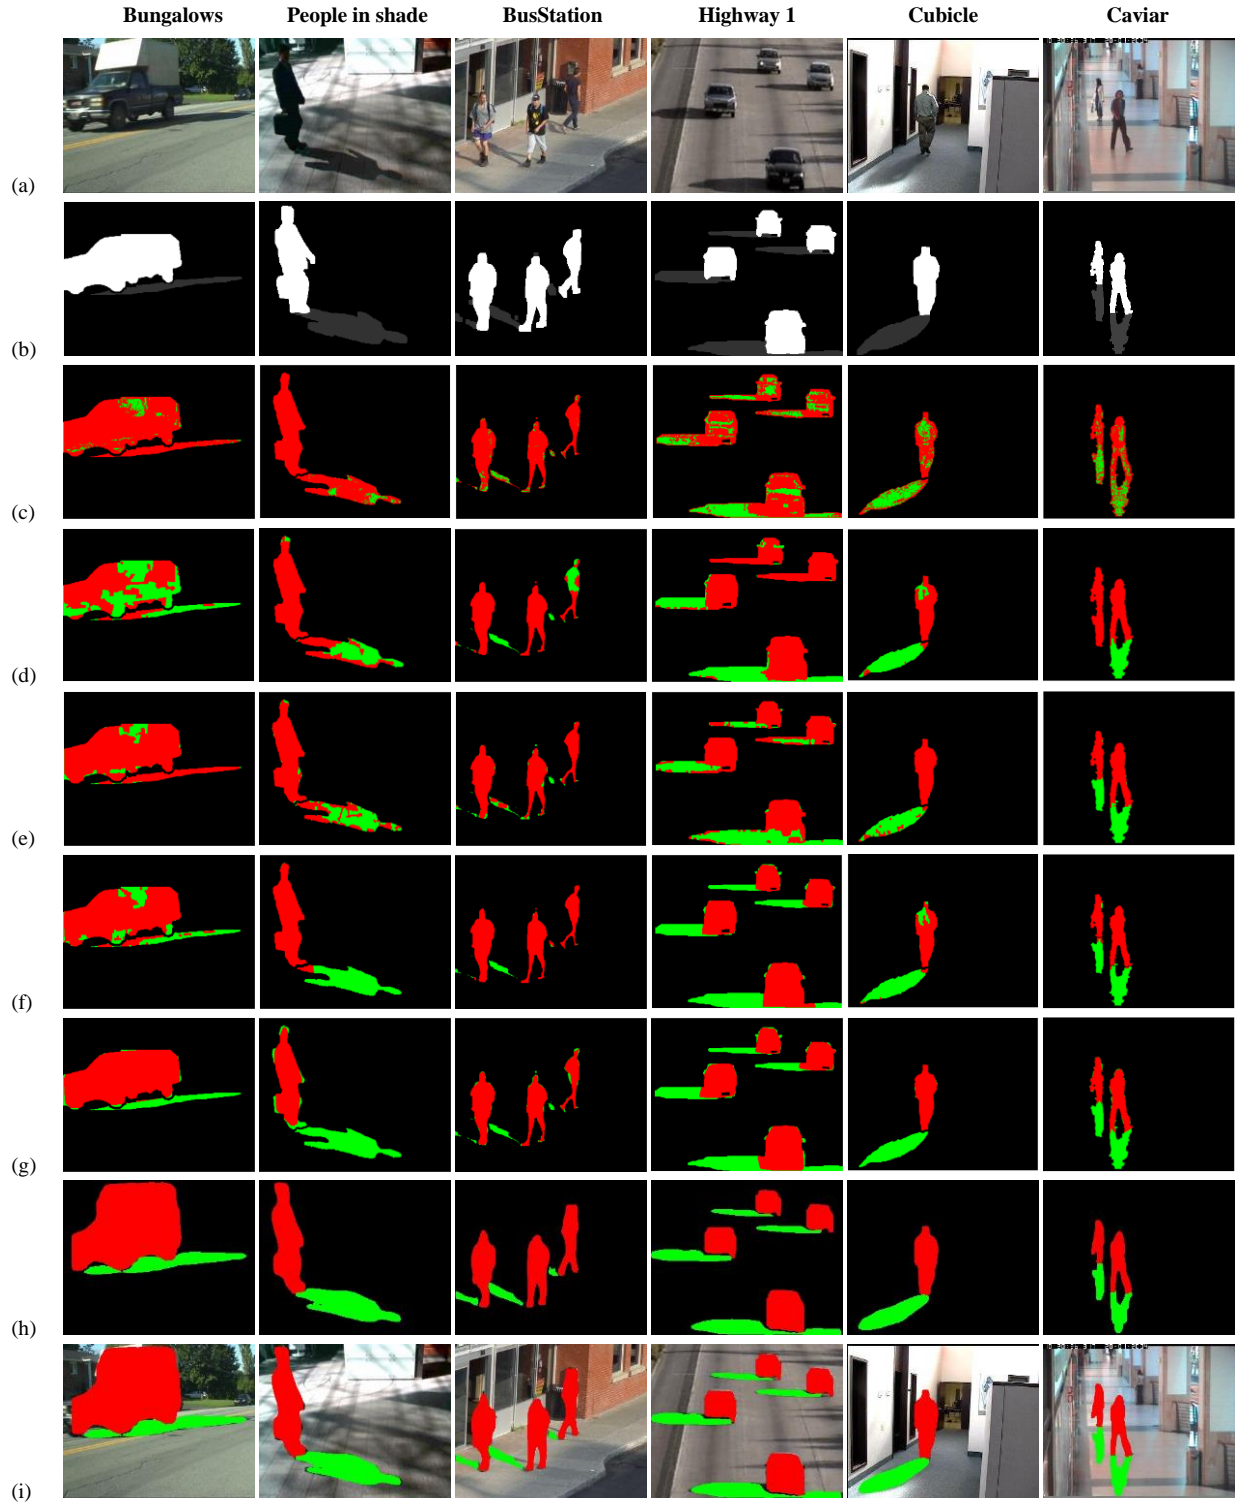 Bungalows People in shade BusStation Highway 1 Cubicle Caviar
(a)
(b)
(c)
(d)
(e)
(f)
(g)
(h)
(i)